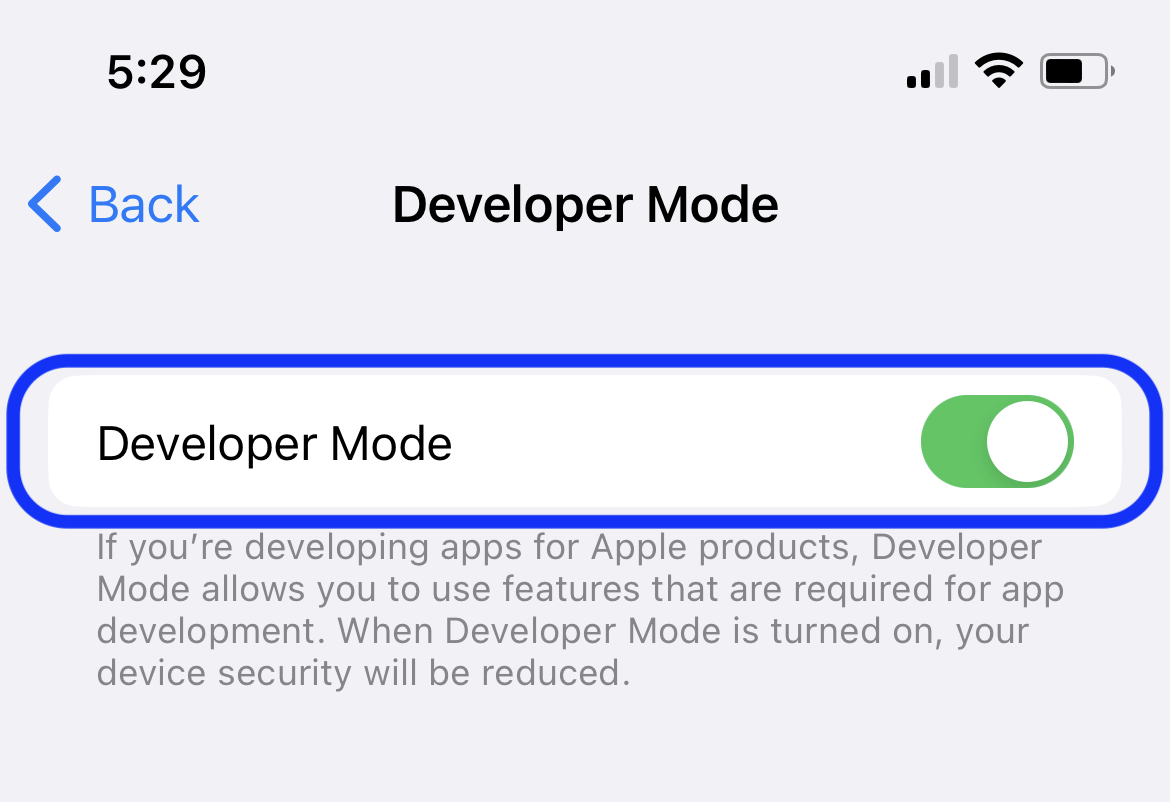 5:29
Back
Developer Mode
Developer Mode
If you’re developing apps for Apple products, Developer
Mode allows you to use features that are required for app
development. When Developer Mode is turned on, your
device security will be reduced.